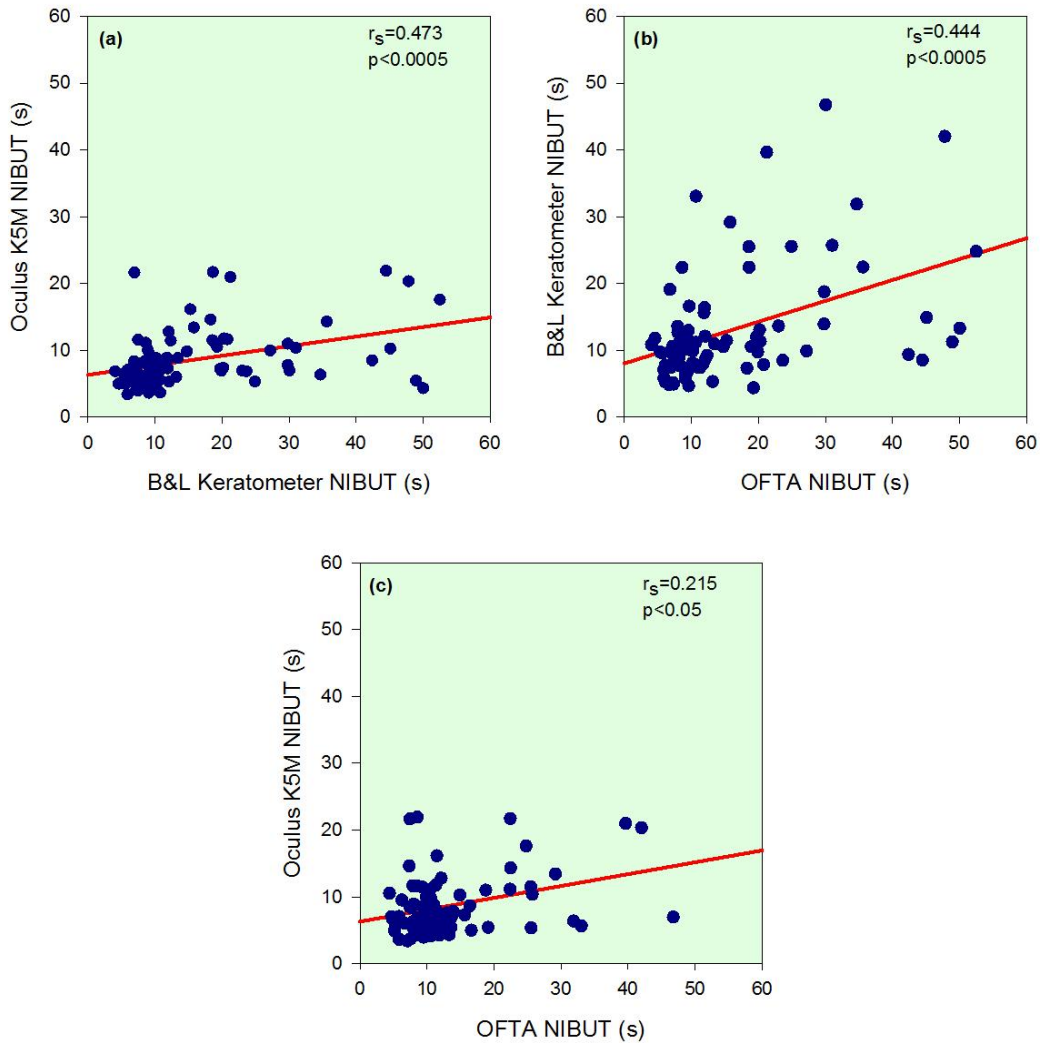 (a)
r_s=0.473
p<0.0005
60
50
40
30
20
10
0
Oculus K5M NIBUT (s)
0 10 20 30 40 50 60
B&L Keratometer NIBUT (s)
(b)
r_s=0.444
p<0.0005
60
50
40
30
20
10
0
B&L Keratometer NIBUT (s)
0 10 20 30 40 50 60
OFTA NIBUT (s)
(c)
r_s=0.215
p<0.05
60
50
40
30
20
10
0
Oculus K5M NIBUT (s)
0 10 20 30 40 50 60
OFTA NIBUT (s)